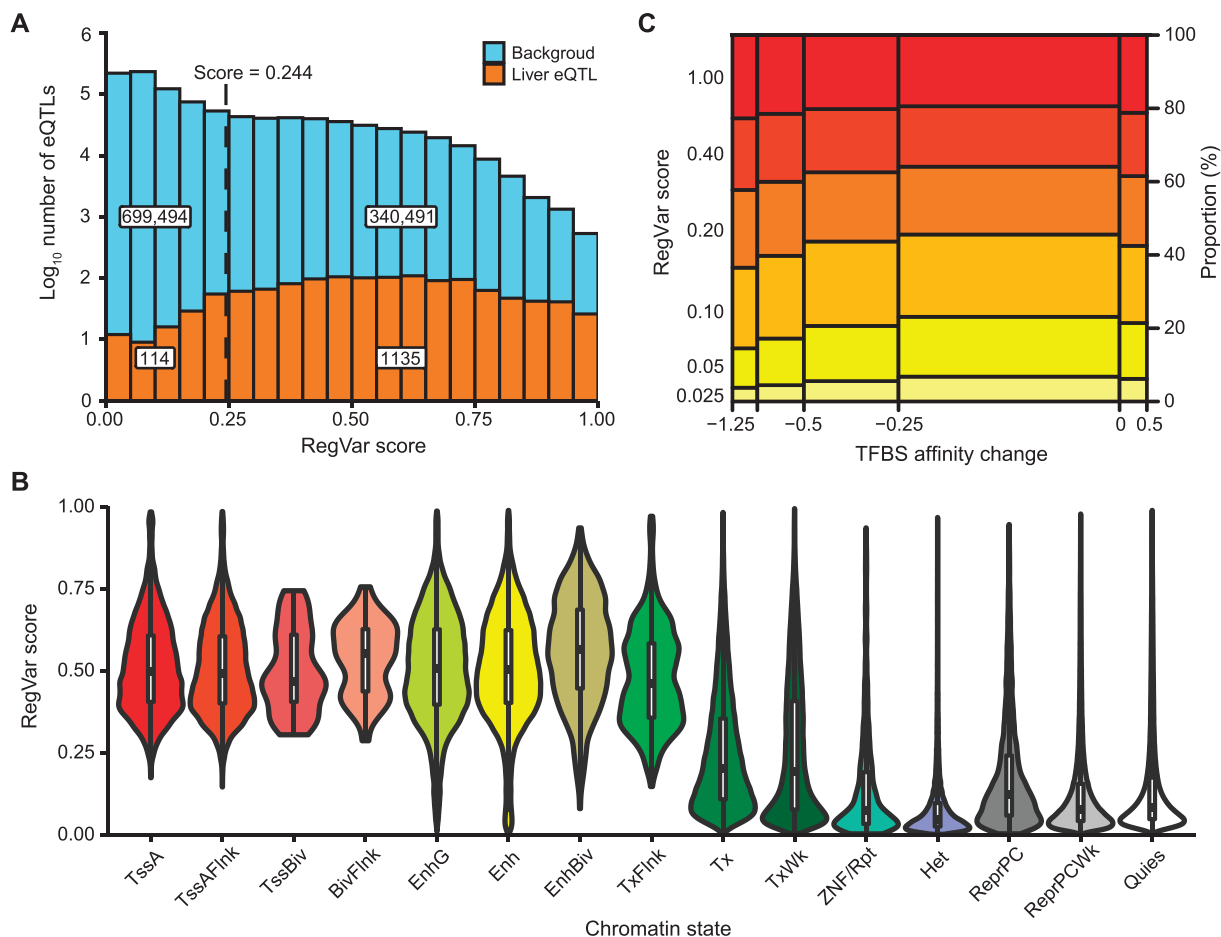 A
6
5
4
3
2
1
0
Log10 number of eQTLs
Score = 0.244
Backgroud
Liver eQTL
699,494
340,491
114
1135
0.00
0.25
0.50
0.75
1.00
RegVar score
C
1.00
0.40
0.20
0.10
0.05
0.025
RegVar score
100
80
60
40
20
0
Proportion (%)
−1.25
−0.5
−0.25
0
0.5
TFBS affinity change
B
1.00
0.75
0.50
0.25
0.00
RegVar score
TssA
TssAFlnk
TssBiv
BivFlnk
EnhG
Enh
EnhBiv
TxFlnk
Tx
TxWk
ZNF/Rpt
Het
ReprPC
ReprPCWk
Quies
Chromatin state